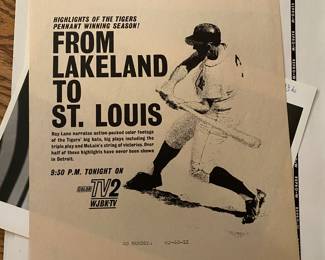 HIGHLIGHTS OF THE TIGERS
PENNANT WINNING SEASON!
FROM
LAKELAND
TO
ST. LOUIS
Ray Lane narrates action-packed color footage
of the Tigers' big bats, big plays including the
triple play and McLain's string of victories. Over
half of these highlights have never been shown
in Detroit.
9:30 P.M. TONIGHT ON
TV2
WJBK-TV